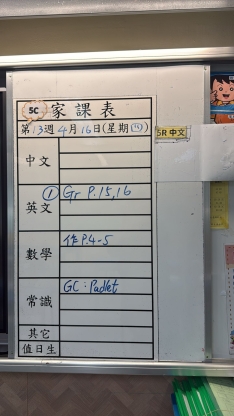 5C 家課表
第13週4月16日(星期四)
5R 中文
中文
英文 ① Gr P.15,16
數學 作 P.4-5
常識 GC : Padlet
其它
值日生